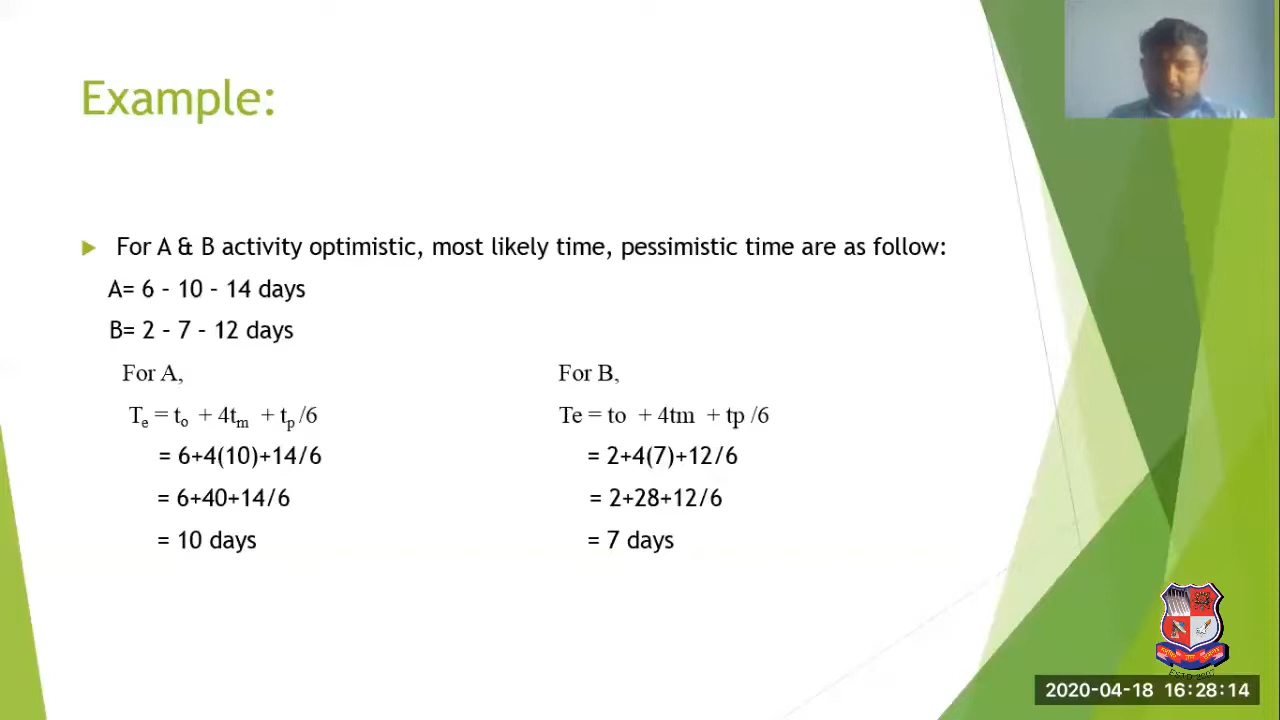 Example:
For A & B activity optimistic, most likely time, pessimistic time are as follow:
A= 6 – 10 – 14 days
B= 2 – 7 – 12 days
For A,
Te = to + 4tm + tp /6
= 6+4(10)+14/6
= 6+40+14/6
= 10 days
For B,
Te = to + 4tm + tp /6
= 2+4(7)+12/6
= 2+28+12/6
= 7 days
ESTD 2007
2020-04-18 16:28:14